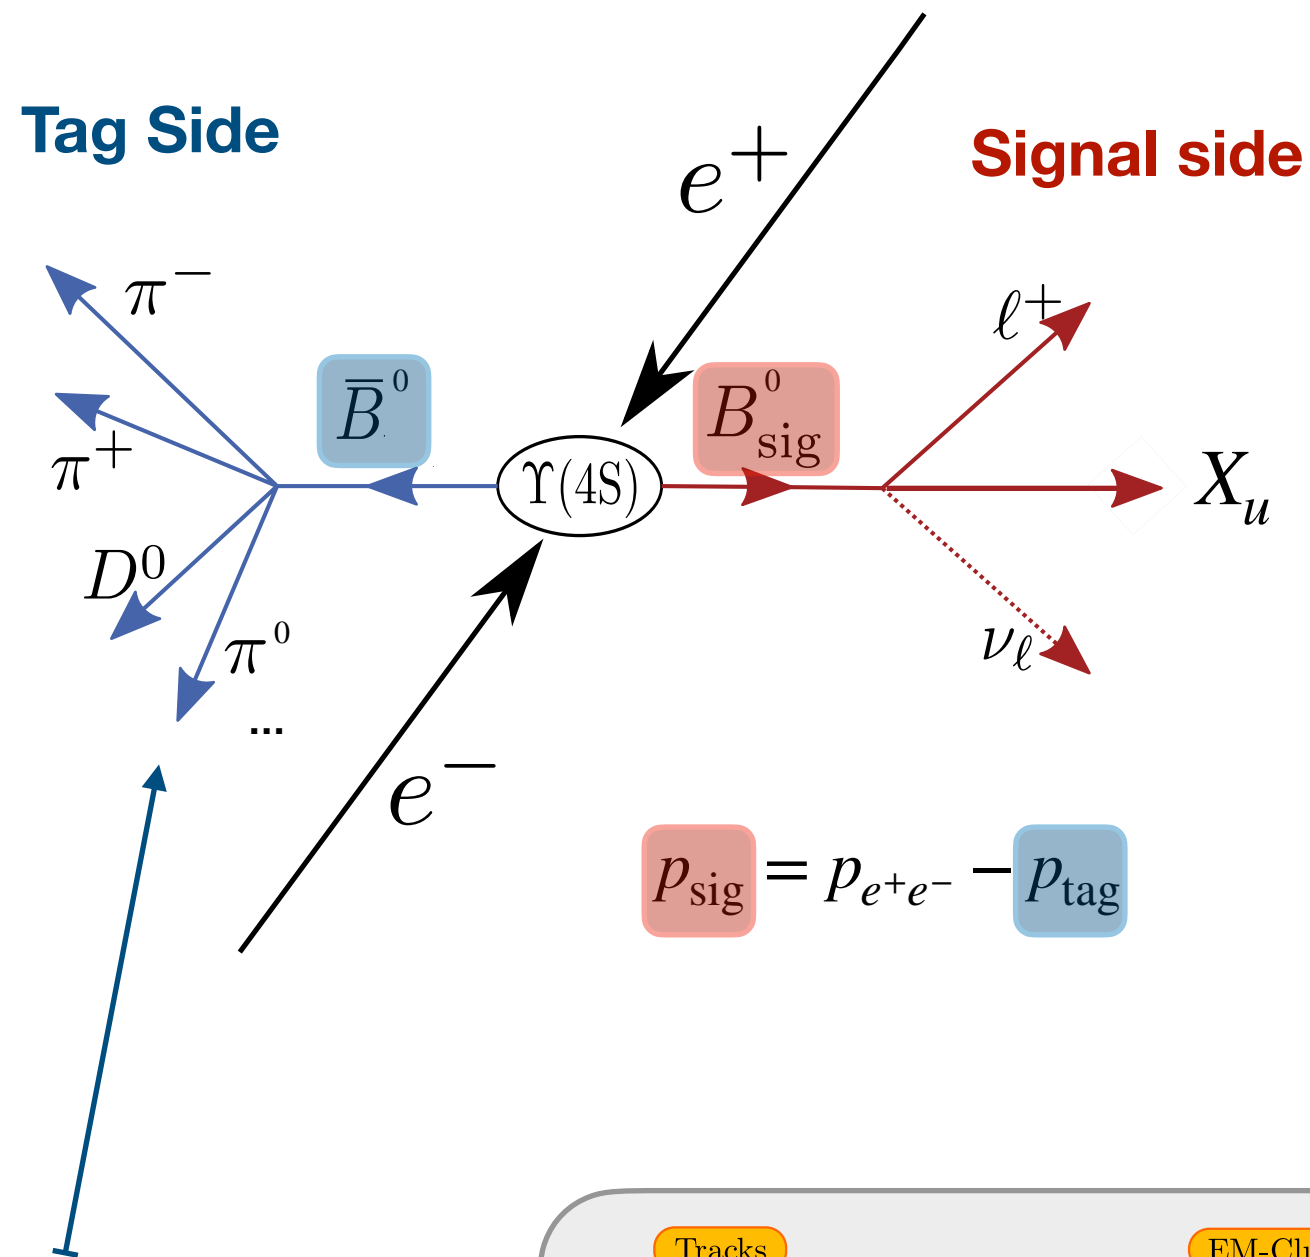 Tag Side
Signal side
e⁺
π⁻
ℓ⁺
B̅⁰
B⁰sig
π⁺
Υ(4S)
Xᵤ
D⁰
π⁰
νℓ
...
e⁻
psig = pe⁺e⁻ − ptag
Tracks